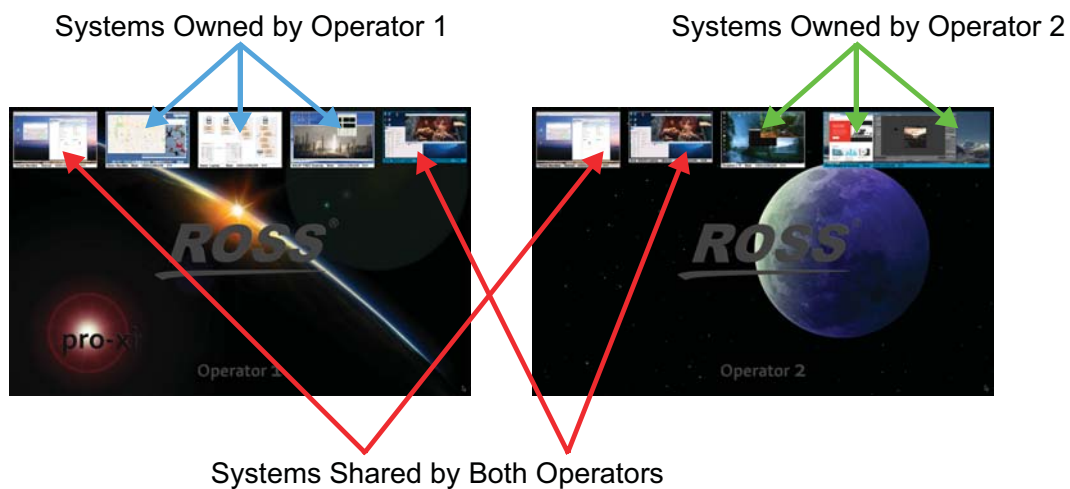 Systems Owned by Operator 1
Systems Owned by Operator 2
ROSS®
ROSS
pro-xi
Operator 1
Operator 2
Systems Shared by Both Operators